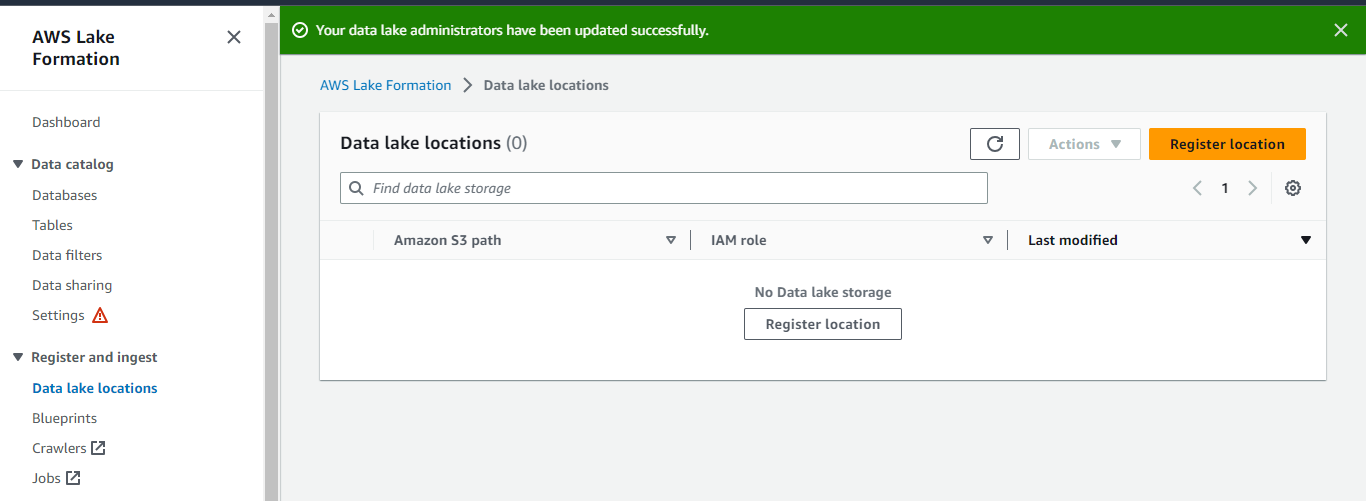 Your data lake administrators have been updated successfully.
AWS Lake
Formation
Dashboard
Data catalog
Databases
Tables
Data filters
Data sharing
Settings
Register and ingest
Data lake locations
Blueprints
Crawlers
Jobs
AWS Lake Formation > Data lake locations
Data lake locations (0)
Actions
Register location
Find data lake storage
1
Amazon S3 path
IAM role
Last modified
No Data lake storage
Register location